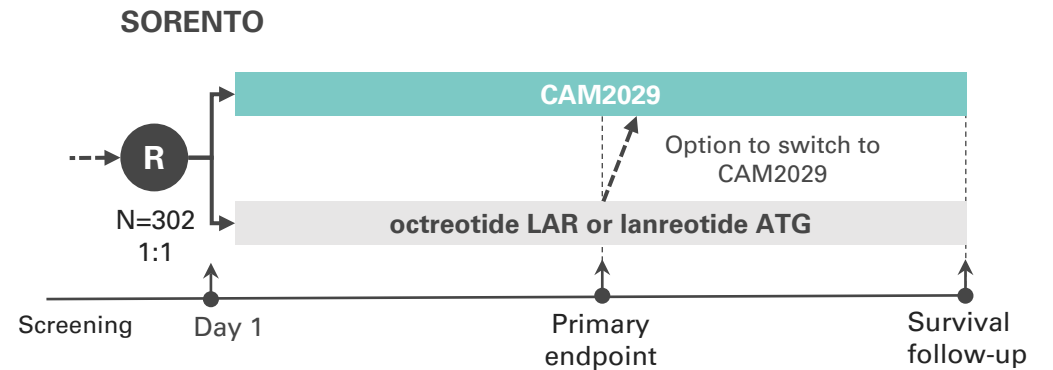 SORENTO
CAM2029
R
Option to switch to
CAM2029
N=302
1:1
octreotide LAR or lanreotide ATG
Screening
Day 1
Primary
endpoint
Survival
follow-up